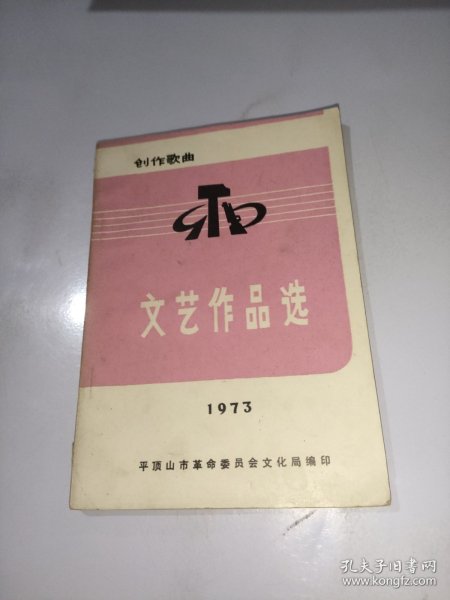 创作歌曲
文艺作品选
1973
平顶山市革命委员会文化局编印
孔夫子旧书网
www.kongfz.com